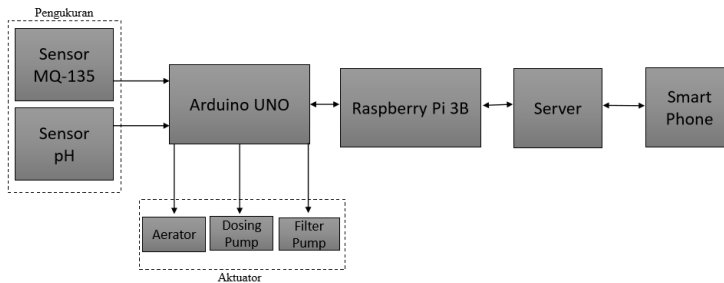 Pengukuran
Sensor
MQ-135
Sensor
pH
Arduino UNO
Raspberry Pi 3B
Server
Smart
Phone
Aerator
Dosing
Pump
Filter
Pump
Aktuator